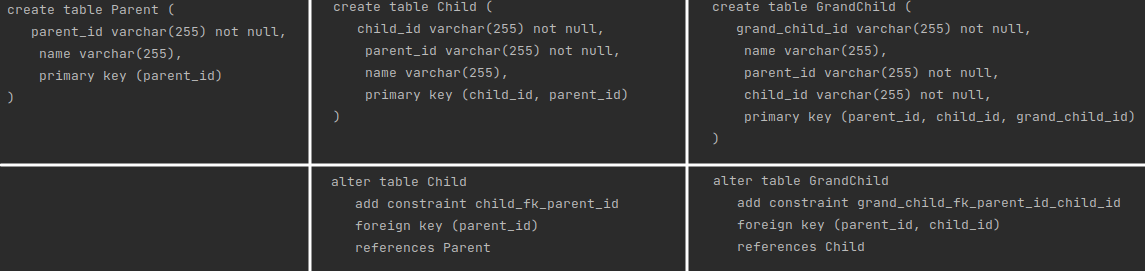 create table Parent (
parent_id varchar(255) not null,
name varchar(255),
primary key (parent_id)
)
create table Child (
child_id varchar(255) not null,
parent_id varchar(255) not null,
name varchar(255),
primary key (child_id, parent_id)
)
create table GrandChild (
grand_child_id varchar(255) not null,
name varchar(255),
parent_id varchar(255) not null,
child_id varchar(255) not null,
primary key (parent_id, child_id, grand_child_id)
)
alter table Child
add constraint child_fk_parent_id
foreign key (parent_id)
references Parent
alter table GrandChild
add constraint grand_child_fk_parent_id_child_id
foreign key (parent_id, child_id)
references Child